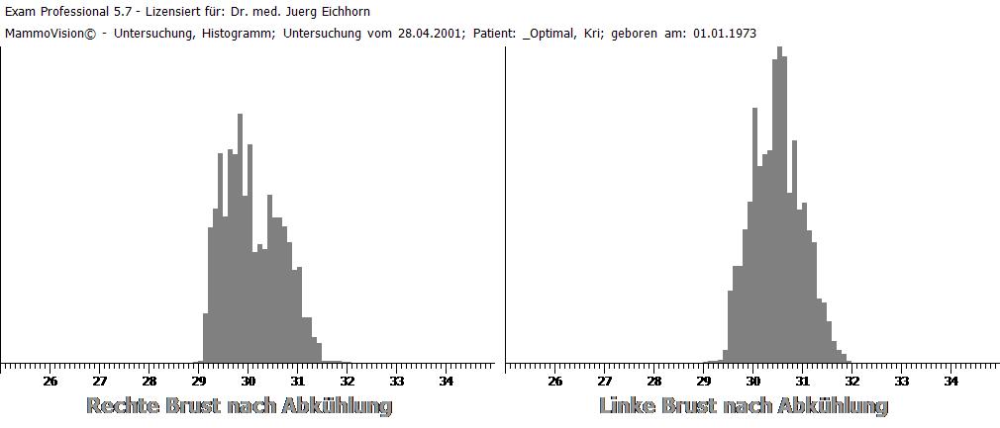 Exam Professional 5.7 - Lizensiert für: Dr. med. Juerg Eichhorn
MammoVision© - Untersuchung, Histogramm; Untersuchung vom 28.04.2001; Patient: _Optimal, Kri; geboren am: 01.01.1973
26 27 28 29 30 31 32 33 34
Rechte Brust nach Abkühlung
26 27 28 29 30 31 32 33 34
Linke Brust nach Abkühlung